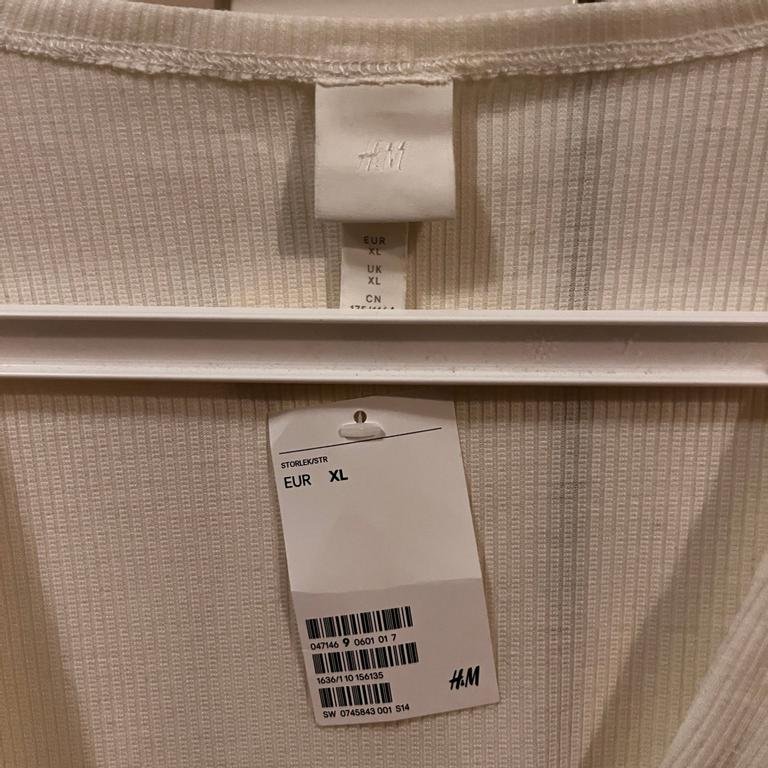 H&M
EUR
XL
UK
XL
CN
STORLEK/STR
EUR XL
047146 9 0601 01 7
1636/1 10 156135
H&M
SW 0745843 001 S14